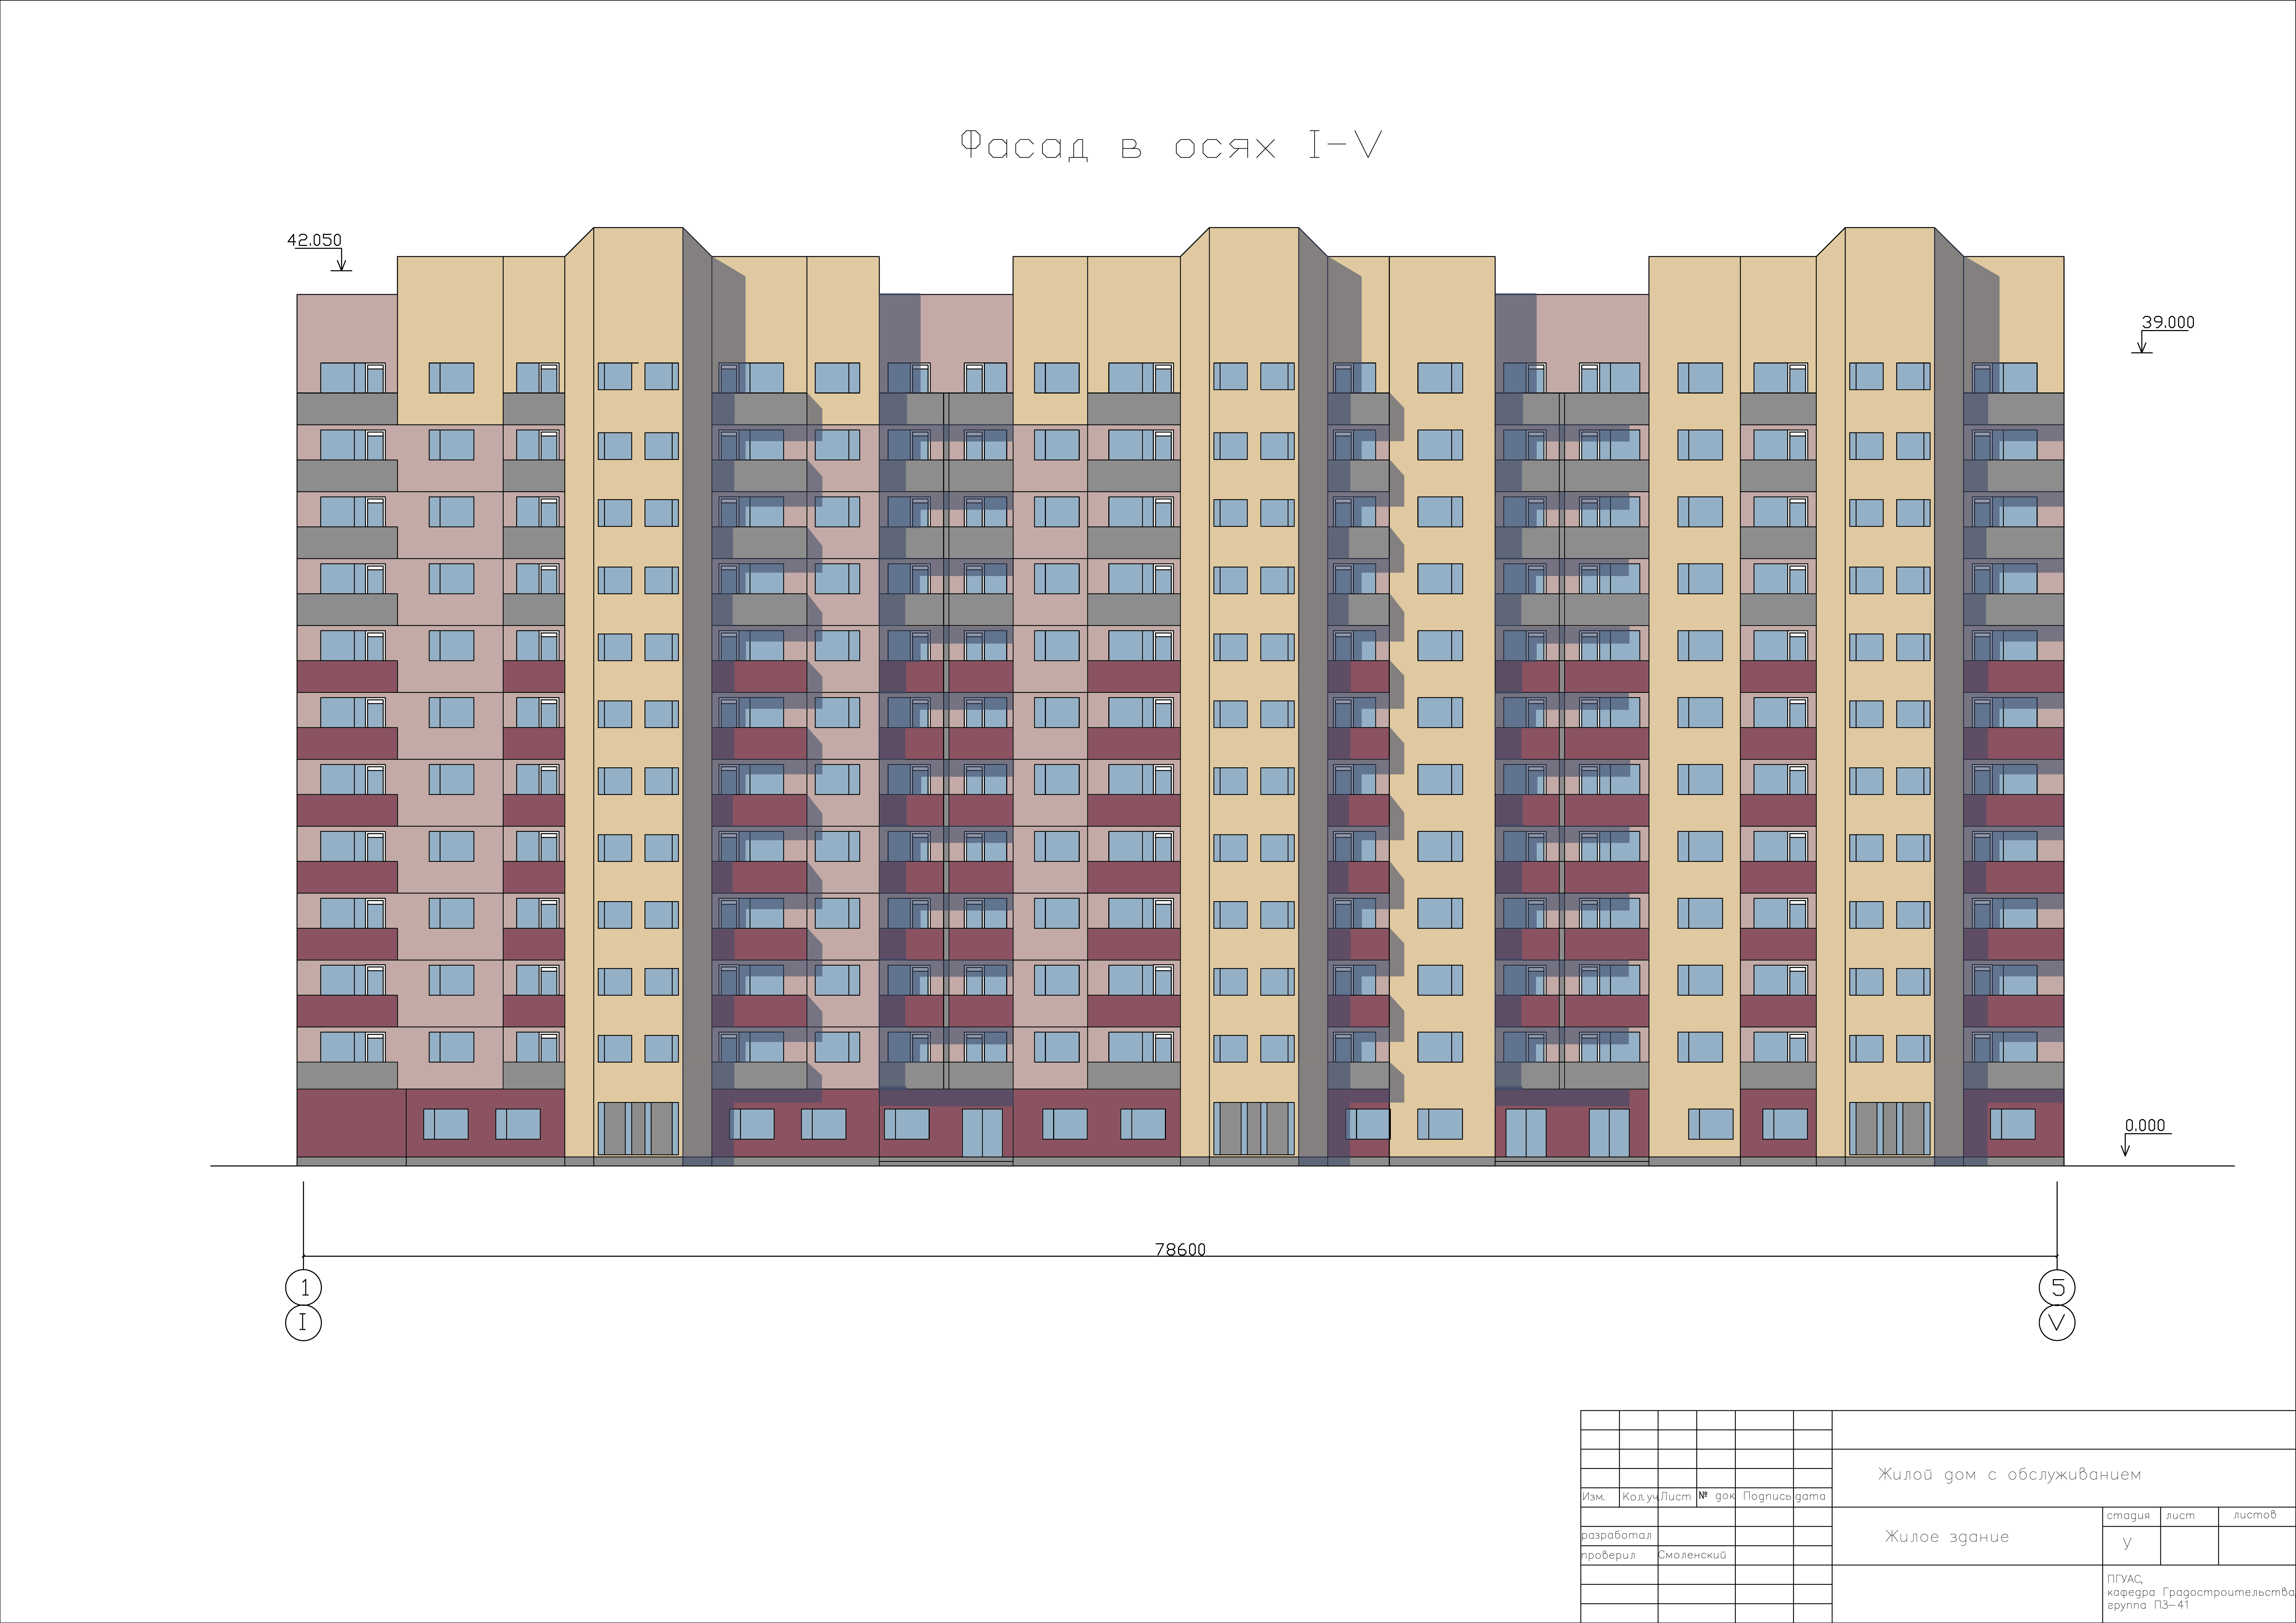 Фасад в осях I-V
42.050
39.000
0.000
78600
1
I
5
V
Жилой дом с обслуживанием
Изм. Кол.уч Лист № док Подпись дата
Жилое здание
стадия лист листов
У
разработал
проверил Смоленский
ПГУАС,
кафедра Градостроительства
группа ПЗ-41